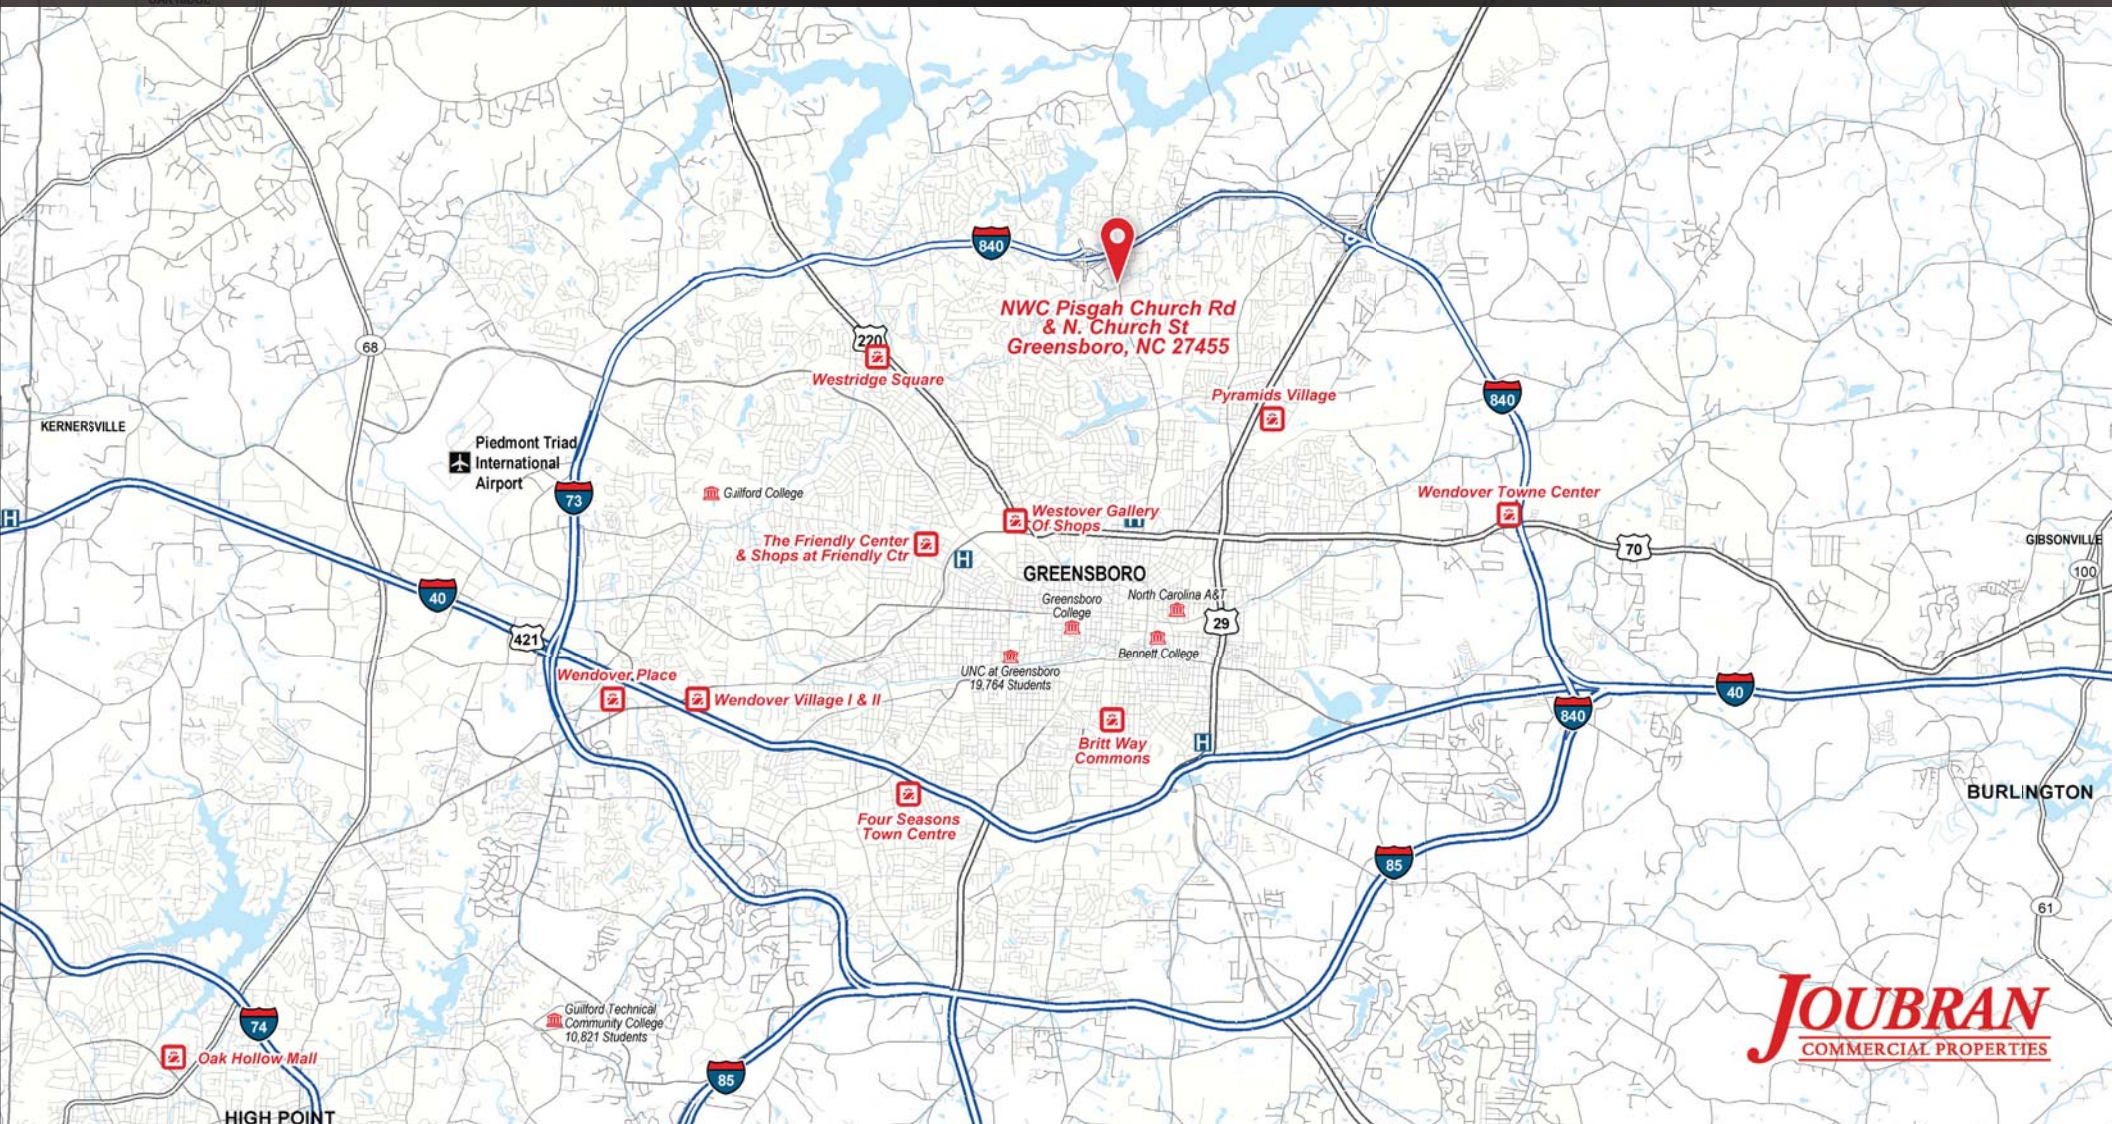 840
NWC Pisgah Church Rd
& N. Church St
Greensboro, NC 27455
220
Westridge Square
68
Pyramids Village
840
KERNERSVILLE
Piedmont Triad
International
Airport
73
Guilford College
Westover Gallery
Of Shops
Wendover Towne Center
The Friendly Center
& Shops at Friendly Ctr
H
H
70
GIBSONVILLE
100
GREENSBORO
Greensboro
College
North Carolina A&T
29
Bennett College
40
421
UNC at Greensboro
19,764 Students
Wendover Place
Wendover Village I & II
40
840
Britt Way
Commons
H
Four Seasons
Town Centre
BURLINGTON
85
61
74
Oak Hollow Mall
HIGH POINT
Guilford Technical
Community College
10,821 Students
85
JOUBRAN
COMMERCIAL PROPERTIES